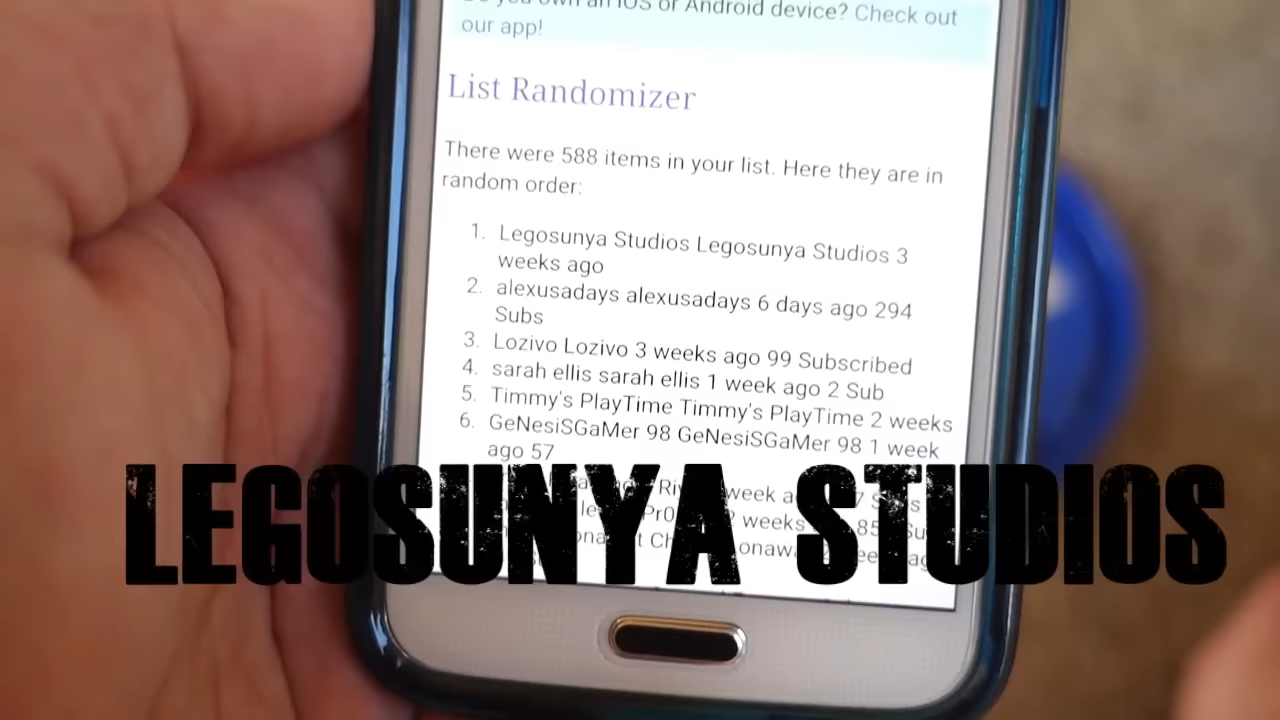 Do you own an iOS or Android device? Check out
our app!
List Randomizer
There were 588 items in your list. Here they are in
random order:
1. Legosunya Studios Legosunya Studios 3
weeks ago
2. alexusadays alexusadays 6 days ago 294
Subs
3. Lozivo Lozivo 3 weeks ago 99 Subscribed
4. sarah ellis sarah ellis 1 week ago 2 Sub
5. Timmy's PlayTime Timmy's PlayTime 2 weeks
6. GeNesiSGaMer 98 GeNesiSGaMer 98 1 week
ago 57
week
weeks
LEGOSUNYA STUDIOS